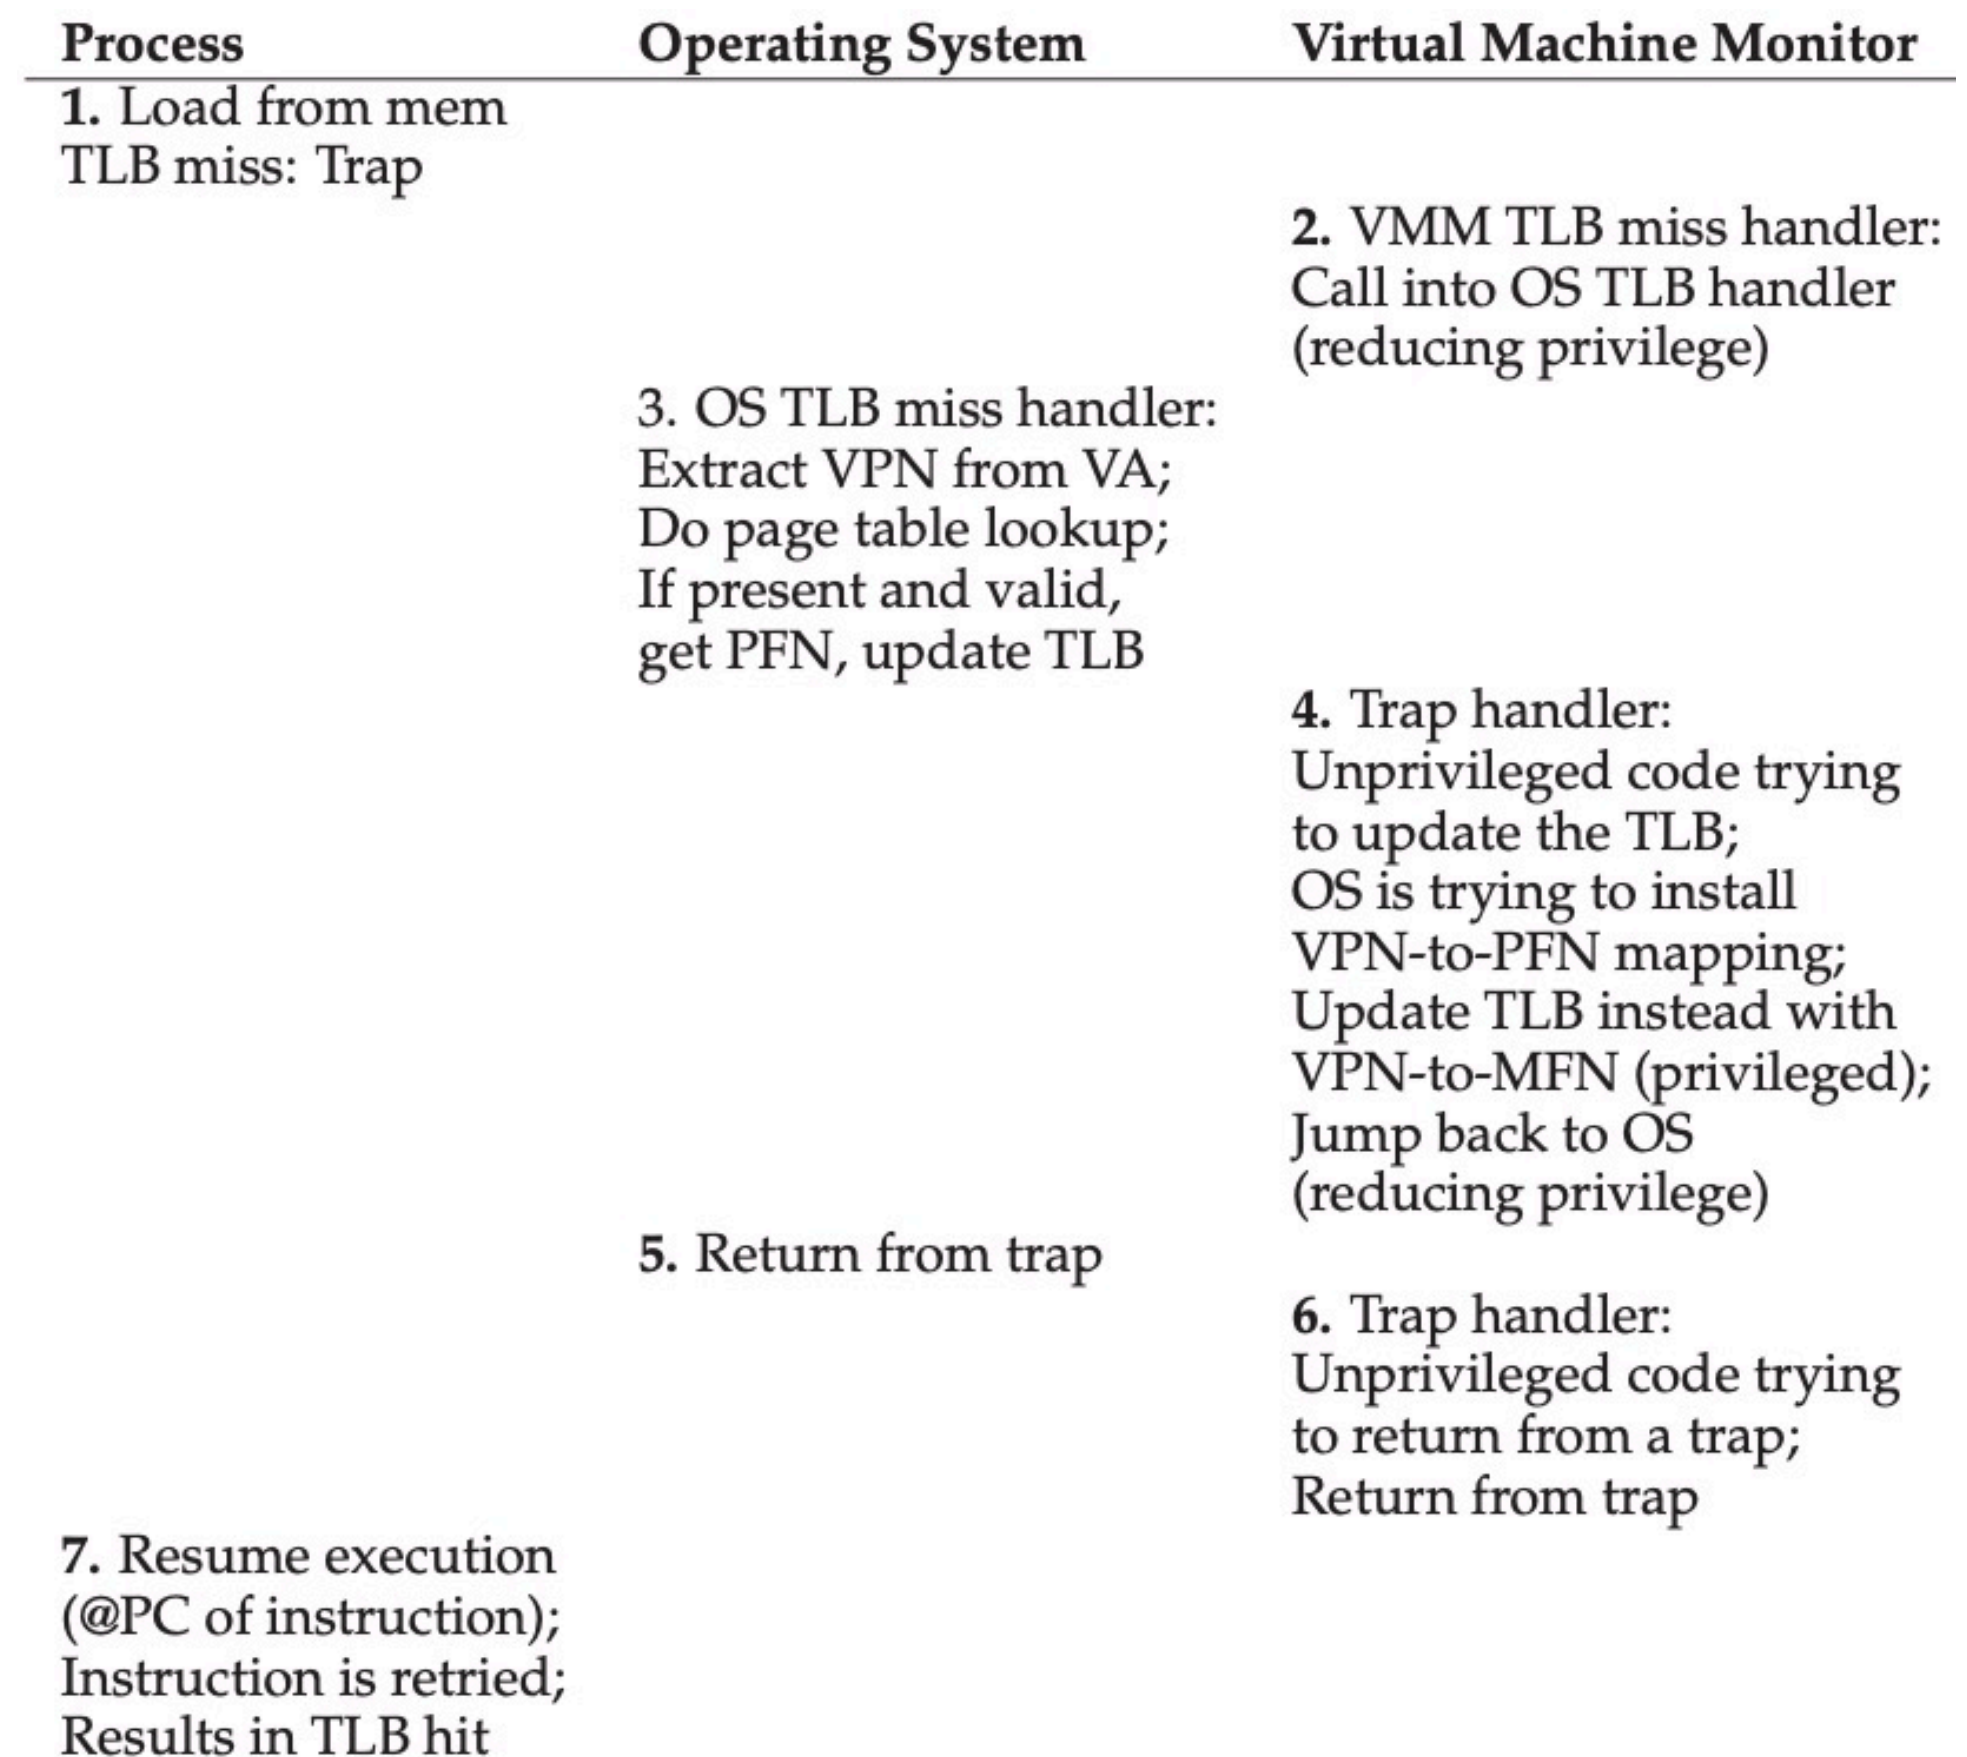 Process Operating System Virtual Machine Monitor
1. Load from mem
TLB miss: Trap
2. VMM TLB miss handler:
Call into OS TLB handler
(reducing privilege)
3. OS TLB miss handler:
Extract VPN from VA;
Do page table lookup;
If present and valid,
get PFN, update TLB
4. Trap handler:
Unprivileged code trying
to update the TLB;
OS is trying to install
VPN-to-PFN mapping;
Update TLB instead with
VPN-to-MFN (privileged);
Jump back to OS
(reducing privilege)
5. Return from trap
6. Trap handler:
Unprivileged code trying
to return from a trap;
Return from trap
7. Resume execution
(@PC of instruction);
Instruction is retried;
Results in TLB hit